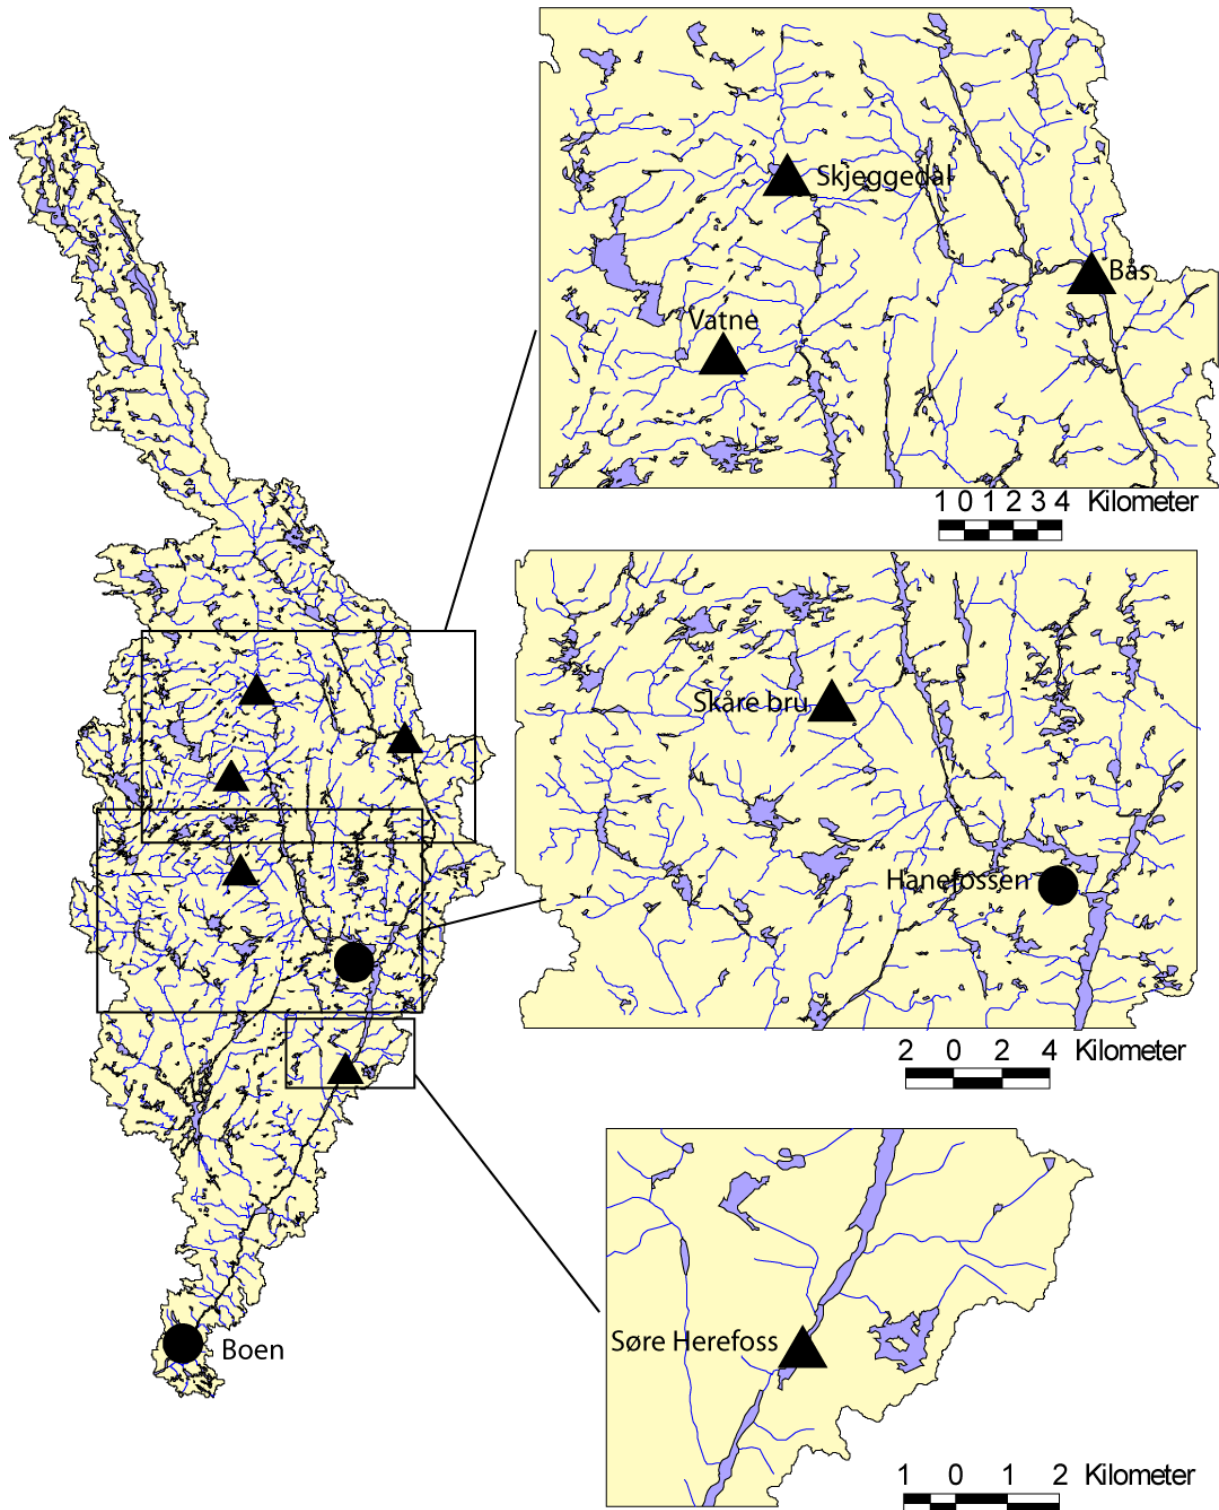 Skjeggedal
Bås
Vatne
1 0 1 2 3 4 Kilometer
Skåre bru
Hanefossen
2 0 2 4 Kilometer
Søre Herefoss
Boen
1 0 1 2 Kilometer